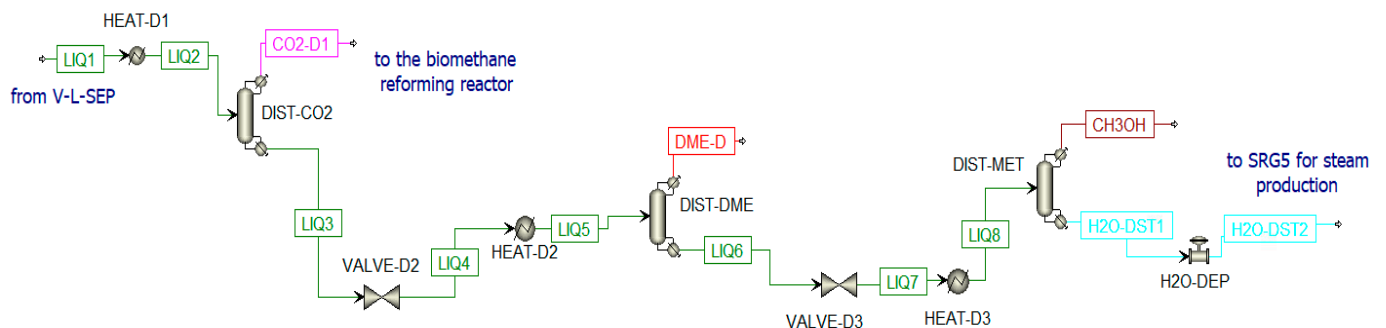 HEAT-D1
LIQ1
LIQ2
from V-L-SEP
CO2-D1
to the biomethane
reforming reactor
DIST-CO2
LIQ3
VALVE-D2
LIQ4
HEAT-D2
LIQ5
DME-D
DIST-DME
LIQ6
VALVE-D3
LIQ7
HEAT-D3
LIQ8
DIST-MET
CH3OH
H2O-DST1
H2O-DEP
H2O-DST2
to SRG5 for steam
production